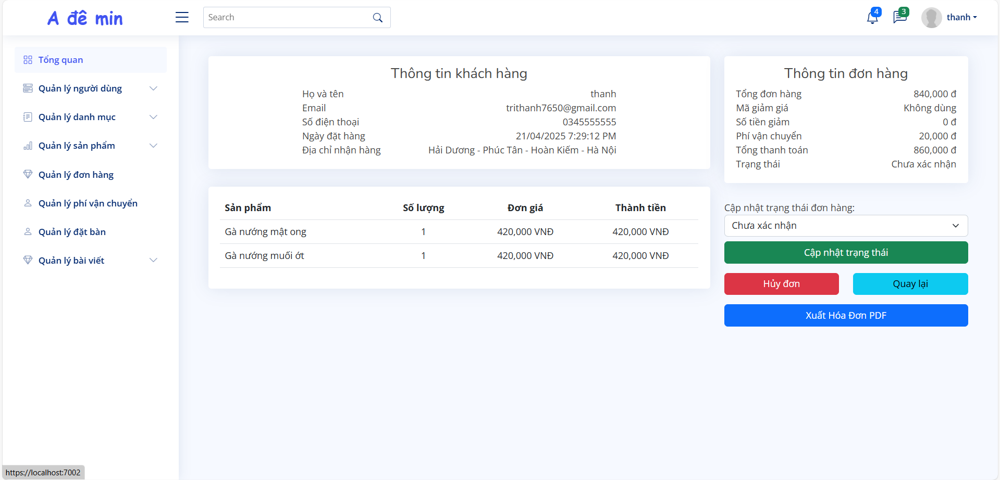 A đê min
Search
4
3
thanh
Tổng quan
Quản lý người dùng
Quản lý danh mục
Quản lý sản phẩm
Quản lý đơn hàng
Quản lý phí vận chuyển
Quản lý đặt bàn
Quản lý bài viết
Thông tin khách hàng
Họ và tên thanh
Email trithanh7650@gmail.com
Số điện thoại 0345555555
Ngày đặt hàng 21/04/2025 7:29:12 PM
Địa chỉ nhận hàng Hải Dương - Phúc Tân - Hoàn Kiếm - Hà Nội
Sản phẩm Số lượng Đơn giá Thành tiền
Gà nướng mật ong 1 420,000 VNĐ 420,000 VNĐ
Gà nướng muối ớt 1 420,000 VNĐ 420,000 VNĐ
Thông tin đơn hàng
Tổng đơn hàng 840,000 đ
Mã giảm giá Không dùng
Số tiền giảm 0 đ
Phí vận chuyển 20,000 đ
Tổng thanh toán 860,000 đ
Trạng thái Chưa xác nhận
Cập nhật trạng thái đơn hàng:
Chưa xác nhận
Cập nhật trạng thái
Hủy đơn
Quay lại
Xuất Hóa Đơn PDF
https://localhost:7002